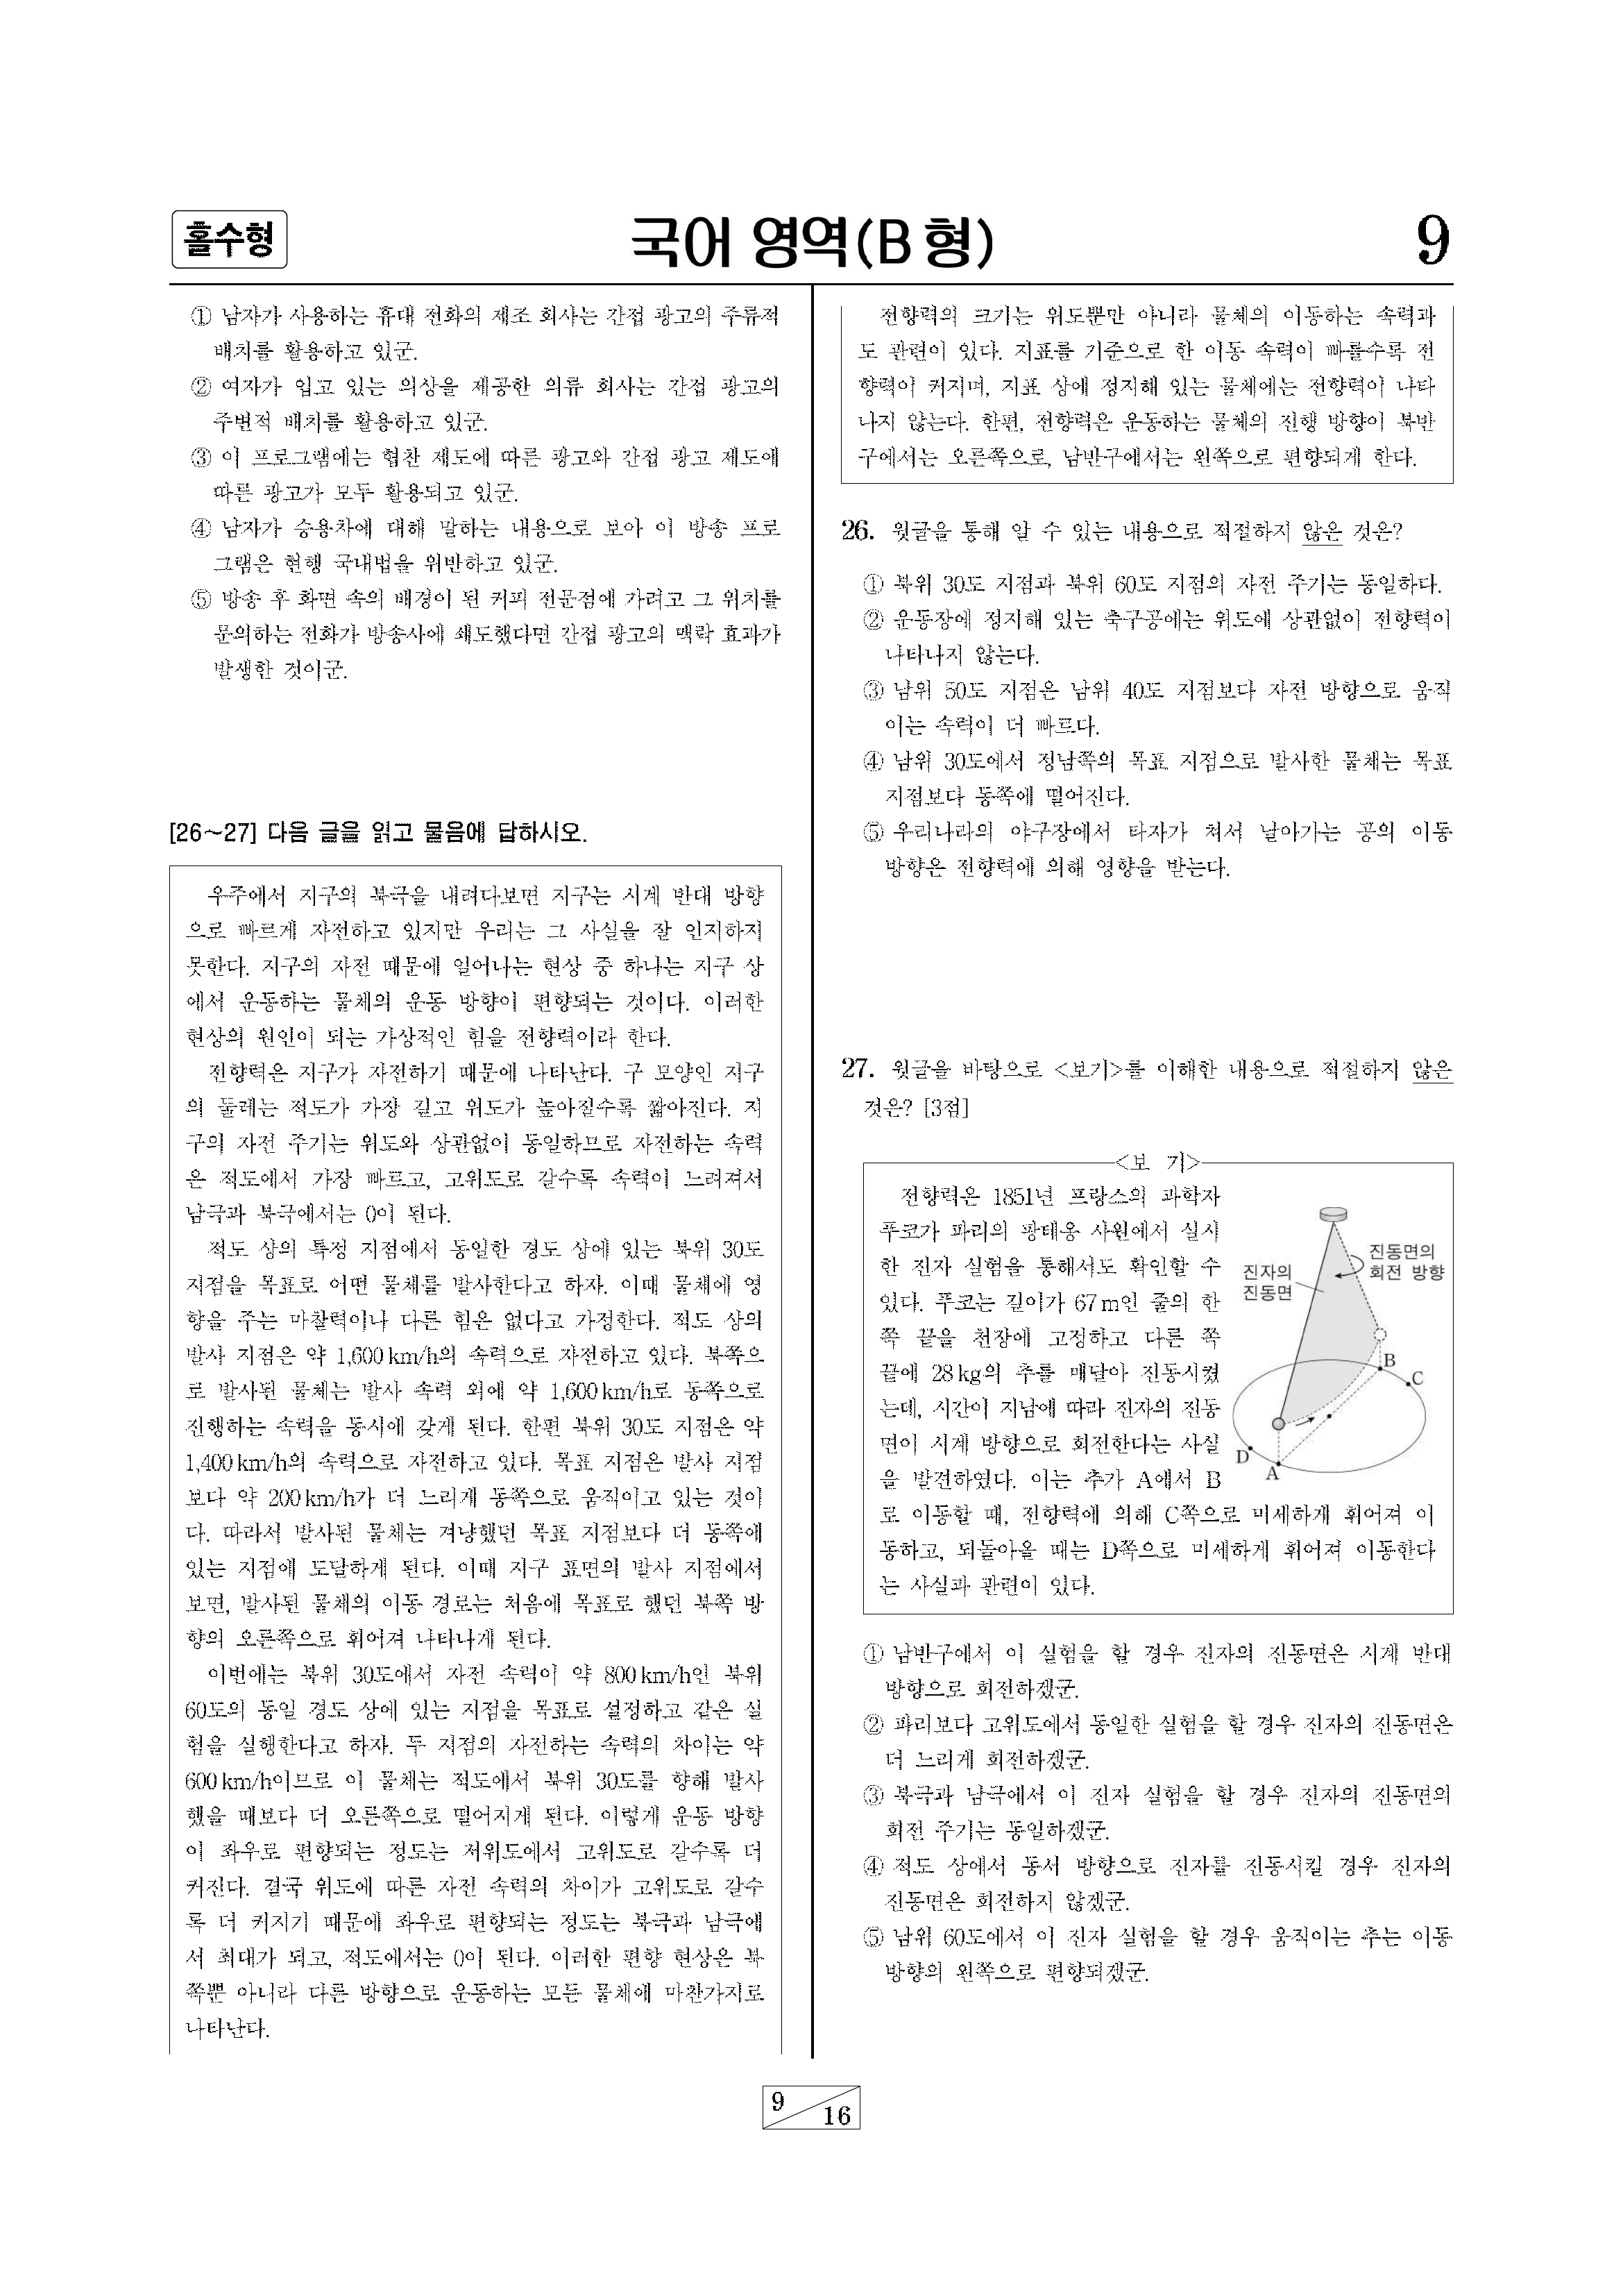 홀수형
국어 영역(B 형)
9
① 남자가 사용하는 휴대 전화의 제조 회사는 간접 광고의 주류적
배치를 활용하고 있군.
② 여자가 입고 있는 의상을 제공한 의류 회사는 간접 광고의
주변적 배치를 활용하고 있군.
③ 이 프로그램에는 협찬 제도에 따른 광고와 간접 광고 제도에
따른 광고가 모두 활용되고 있군.
④ 남자가 승용차에 대해 말하는 내용으로 보아 이 방송 프로
그램은 현행 국내법을 위반하고 있군.
⑤ 방송 후 화면 속의 배경이 된 커피 전문점에 가려고 그 위치를
문의하는 전화가 방송사에 쇄도했다면 간접 광고의 맥락 효과가
발생한 것이군.
[26～27] 다음 글을 읽고 물음에 답하시오.
우주에서 지구의 북극을 내려다보면 지구는 시계 반대 방향
으로 빠르게 자전하고 있지만 우리는 그 사실을 잘 인지하지
못한다. 지구의 자전 때문에 일어나는 현상 중 하나는 지구 상
에서 운동하는 물체의 운동 방향이 편향되는 것이다. 이러한
현상의 원인이 되는 가상적인 힘을 전향력이라 한다.
전향력은 지구가 자전하기 때문에 나타난다. 구 모양인 지구
의 둘레는 적도가 가장 길고 위도가 높아질수록 짧아진다. 지
구의 자전 주기는 위도와 상관없이 동일하므로 자전하는 속력
은 적도에서 가장 빠르고, 고위도로 갈수록 속력이 느려져서
남극과 북극에서는 0이 된다.
적도 상의 특정 지점에서 동일한 경도 상에 있는 북위 30도
지점을 목표로 어떤 물체를 발사한다고 하자. 이때 물체에 영
향을 주는 마찰력이나 다른 힘은 없다고 가정한다. 적도 상의
발사 지점은 약 1,600km/h의 속력으로 자전하고 있다. 북쪽으
로 발사된 물체는 발사 속력 외에 약 1,600km/h로 동쪽으로
진행하는 속력을 동시에 갖게 된다. 한편 북위 30도 지점은 약
1,400km/h의 속력으로 자전하고 있다. 목표 지점은 발사 지점
보다 약 200km/h가 더 느리게 동쪽으로 움직이고 있는 것이
다. 따라서 발사된 물체는 겨냥했던 목표 지점보다 더 동쪽에
있는 지점에 도달하게 된다. 이때 지구 표면의 발사 지점에서
보면, 발사된 물체의 이동 경로는 처음에 목표로 했던 북쪽 방
향의 오른쪽으로 휘어져 나타나게 된다.
이번에는 북위 30도에서 자전 속력이 약 800km/h인 북위
60도의 동일 경도 상에 있는 지점을 목표로 설정하고 같은 실
험을 실행한다고 하자. 두 지점의 자전하는 속력의 차이는 약
600km/h이므로 이 물체는 적도에서 북위 30도를 향해 발사
했을 때보다 더 오른쪽으로 떨어지게 된다. 이렇게 운동 방향
이 좌우로 편향되는 정도는 저위도에서 고위도로 갈수록 더
커진다. 결국 위도에 따른 자전 속력의 차이가 고위도로 갈수
록 더 커지기 때문에 좌우로 편향되는 정도는 북극과 남극에
서 최대가 되고, 적도에서는 0이 된다. 이러한 편향 현상은 북
쪽뿐 아니라 다른 방향으로 운동하는 모든 물체에 마찬가지로
나타난다.
전향력의 크기는 위도뿐만 아니라 물체의 이동하는 속력과
도 관련이 있다. 지표를 기준으로 한 이동 속력이 빠를수록 전
향력이 커지며, 지표 상에 정지해 있는 물체에는 전향력이 나타
나지 않는다. 한편, 전향력은 운동하는 물체의 진행 방향이 북반
구에서는 오른쪽으로, 남반구에서는 왼쪽으로 편향되게 한다.
26. 윗글을 통해 알 수 있는 내용으로 적절하지 않은 것은?
① 북위 30도 지점과 북위 60도 지점의 자전 주기는 동일하다.
② 운동장에 정지해 있는 축구공에는 위도에 상관없이 전향력이
나타나지 않는다.
③ 남위 50도 지점은 남위 40도 지점보다 자전 방향으로 움직
이는 속력이 더 빠르다.
④ 남위 30도에서 정남쪽의 목표 지점으로 발사한 물체는 목표
지점보다 동쪽에 떨어진다.
⑤ 우리나라의 야구장에서 타자가 쳐서 날아가는 공의 이동
방향은 전향력에 의해 영향을 받는다.
27. 윗글을 바탕으로 <보기>를 이해한 내용으로 적절하지 않은
것은? [3점]
<보 기>
전향력은 1851년 프랑스의 과학자
푸코가 파리의 팡테옹 사원에서 실시
한 진자 실험을 통해서도 확인할 수
있다. 푸코는 길이가 67m인 줄의 한
쪽 끝을 천장에 고정하고 다른 쪽
끝에 28kg의 추를 매달아 진동시켰
는데, 시간이 지남에 따라 진자의 진동
면이 시계 방향으로 회전한다는 사실
을 발견하였다. 이는 추가 A에서 B
로 이동할 때, 전향력에 의해 C쪽으로 미세하게 휘어져 이
동하고, 되돌아올 때는 D쪽으로 미세하게 휘어져 이동한다
는 사실과 관련이 있다.
진동면의
회전 방향
진자의
진동면
B
C
D
A
① 남반구에서 이 실험을 할 경우 진자의 진동면은 시계 반대
방향으로 회전하겠군.
② 파리보다 고위도에서 동일한 실험을 할 경우 진자의 진동면은
더 느리게 회전하겠군.
③ 북극과 남극에서 이 진자 실험을 할 경우 진자의 진동면의
회전 주기는 동일하겠군.
④ 적도 상에서 동서 방향으로 진자를 진동시킬 경우 진자의
진동면은 회전하지 않겠군.
⑤ 남위 60도에서 이 진자 실험을 할 경우 움직이는 추는 이동
방향의 왼쪽으로 편향되겠군.
9
16